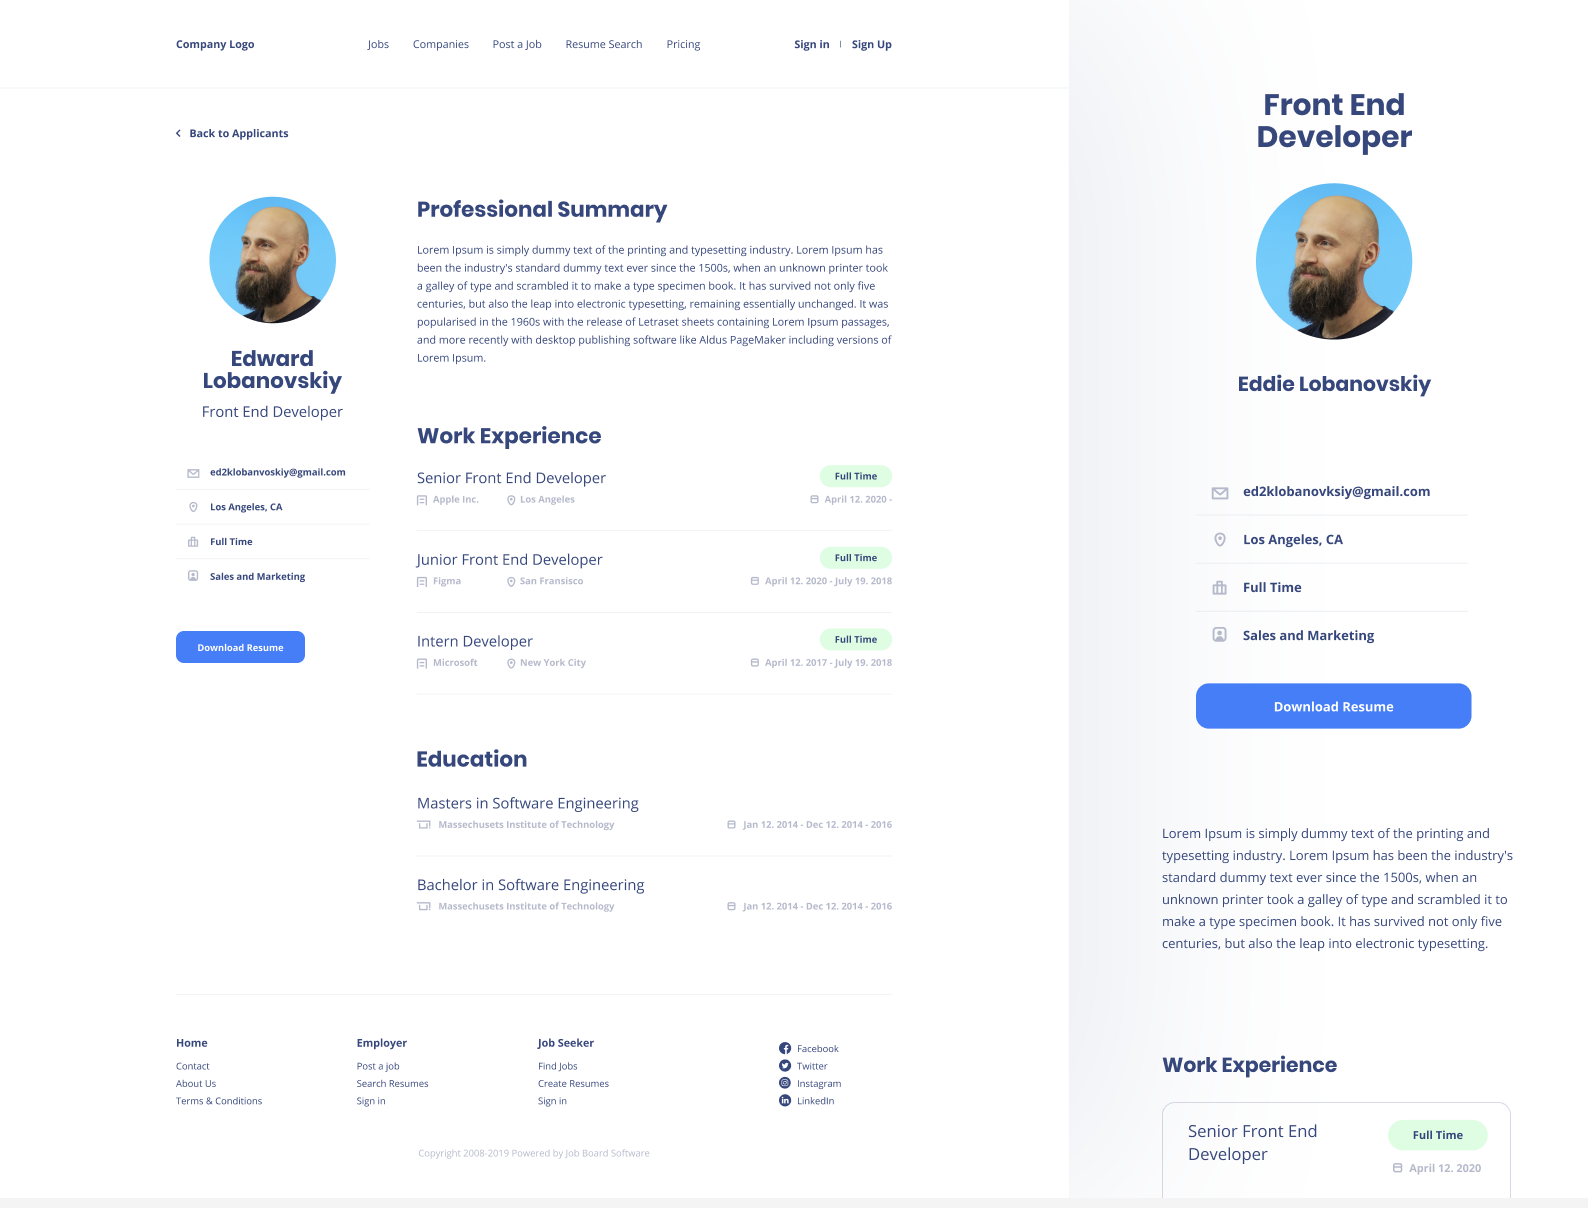 Company Logo
Jobs Companies Post a Job Resume Search Pricing
Sign in | Sign Up
Back to Applicants
Edward
Lobanovskiy
Front End Developer
ed2klobanvoskiy@gmail.com
Los Angeles, CA
Full Time
Sales and Marketing
Download Resume
Professional Summary
Lorem Ipsum is simply dummy text of the printing and typesetting industry. Lorem Ipsum has
been the industry's standard dummy text ever since the 1500s, when an unknown printer took
a galley of type and scrambled it to make a type specimen book. It has survived not only five
centuries, but also the leap into electronic typesetting, remaining essentially unchanged. It was
popularised in the 1960s with the release of Letraset sheets containing Lorem Ipsum passages,
and more recently with desktop publishing software like Aldus PageMaker including versions of
Lorem Ipsum.
Work Experience
Senior Front End Developer Full Time
Apple Inc. Los Angeles April 12. 2020 -
Junior Front End Developer Full Time
Figma San Fransisco April 12. 2020 - July 19. 2018
Intern Developer Full Time
Microsoft New York City April 12. 2017 - July 19. 2018
Education
Masters in Software Engineering
Massechusets Institute of Technology Jan 12. 2014 - Dec 12. 2014 - 2016
Bachelor in Software Engineering
Massechusets Institute of Technology Jan 12. 2014 - Dec 12. 2014 - 2016
Home
Contact
About Us
Terms & Conditions
Employer
Post a job
Search Resumes
Sign in
Job Seeker
Find Jobs
Create Resumes
Sign in
Facebook
Twitter
Instagram
LinkedIn
Copyright 2008-2019 Powered by Job Board Software
Front End
Developer
Eddie Lobanovskiy
ed2klobanovksiy@gmail.com
Los Angeles, CA
Full Time
Sales and Marketing
Download Resume
Lorem Ipsum is simply dummy text of the printing and
typesetting industry. Lorem Ipsum has been the industry's
standard dummy text ever since the 1500s, when an
unknown printer took a galley of type and scrambled it to
make a type specimen book. It has survived not only five
centuries, but also the leap into electronic typesetting.
Work Experience
Senior Front End
Developer
Full Time
April 12. 2020